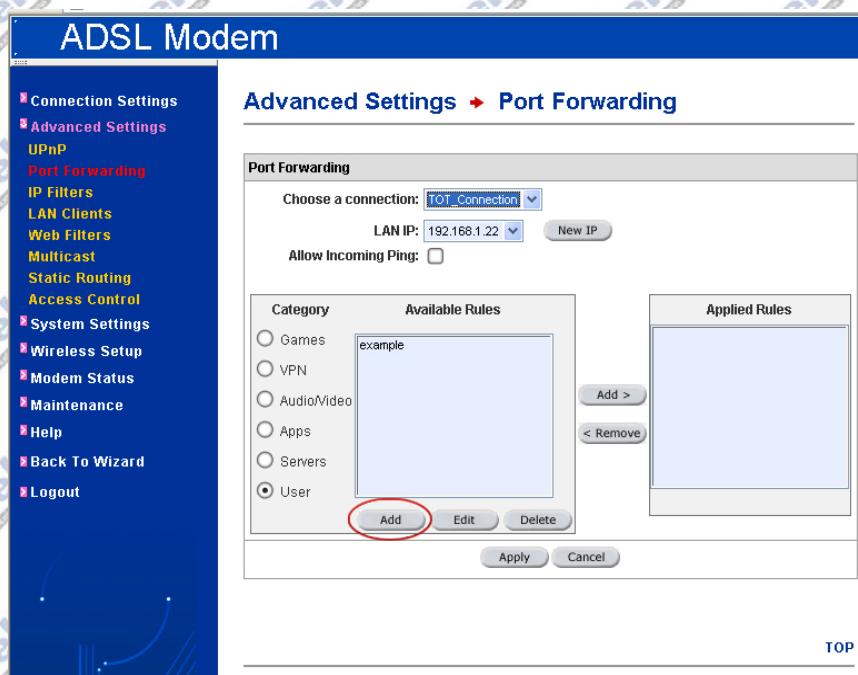 ADSL Modem
Connection Settings
Advanced Settings
UPnP
Port Forwarding
IP Filters
LAN Clients
Web Filters
Multicast
Static Routing
Access Control
System Settings
Wireless Setup
Modem Status
Maintenance
Help
Back To Wizard
Logout
Advanced Settings Port Forwarding
Port Forwarding
Choose a connection: TOT_Connection
LAN IP: 192.168.1.22 New IP
Allow Incoming Ping:
Category Available Rules
Games
VPN
Audio/Video
Apps
Servers
User
example
Add Edit Delete
Add >
< Remove
Applied Rules
Apply Cancel
TOP